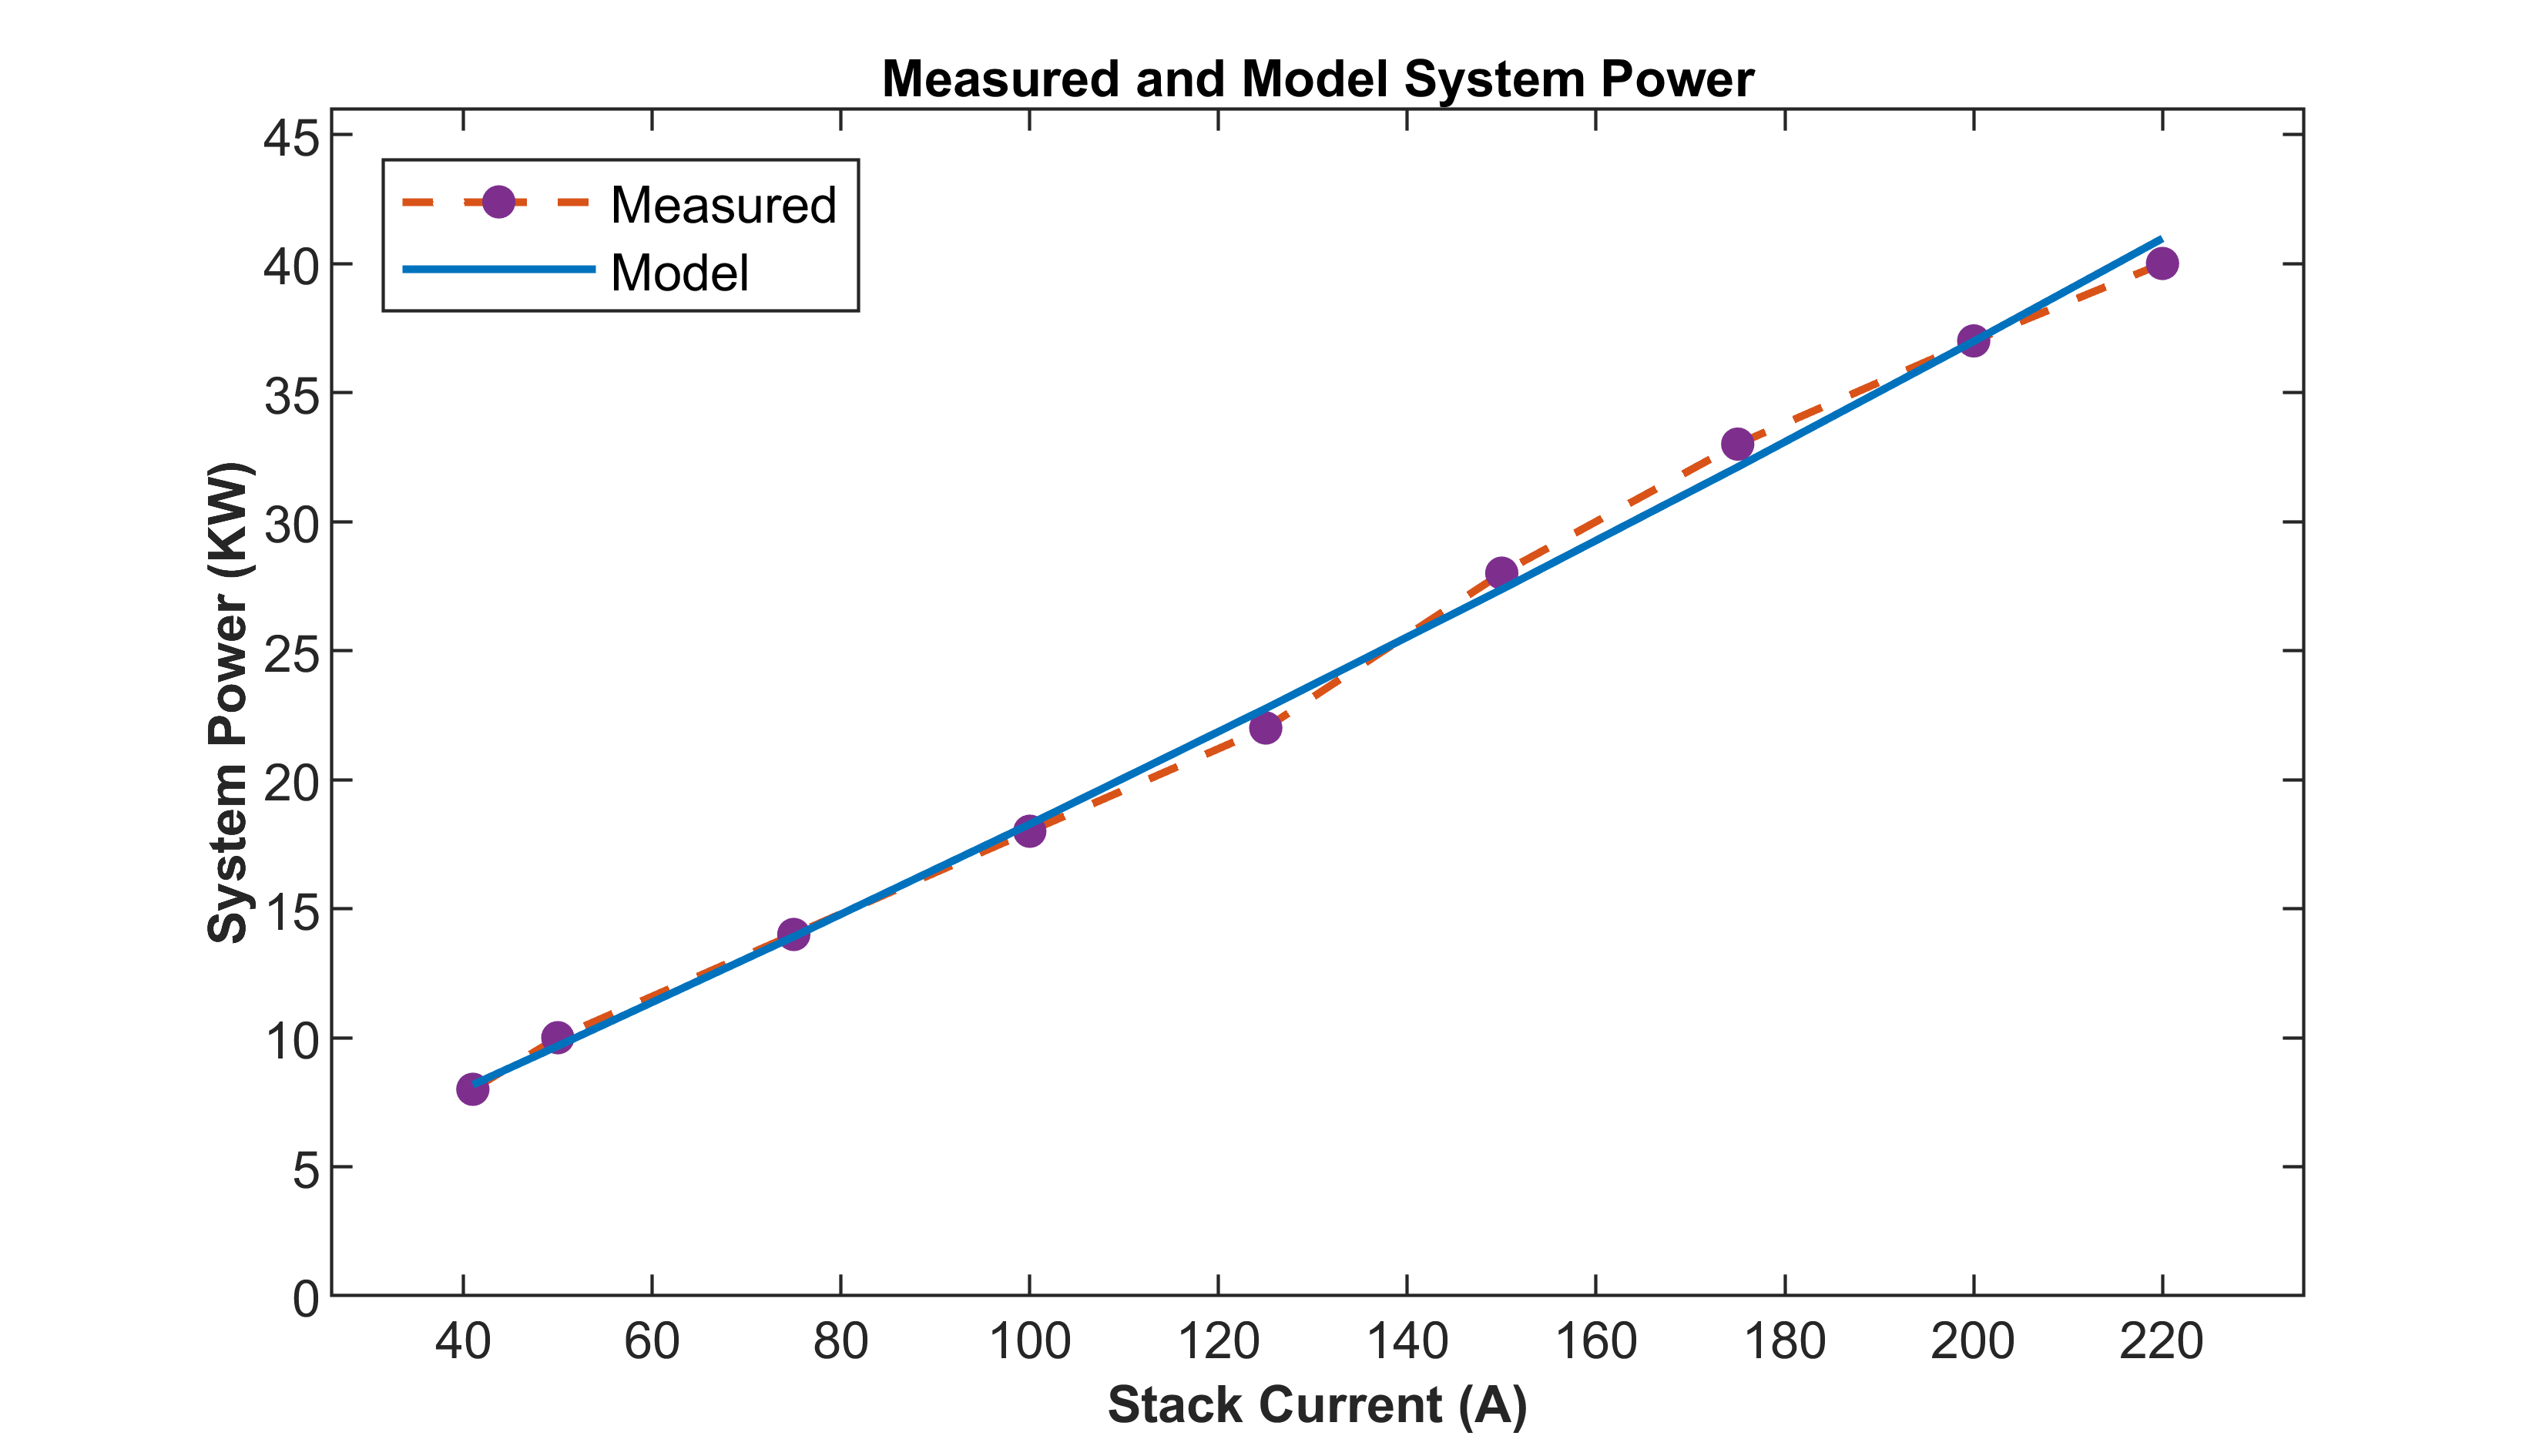 Measured and Model System Power
45
40
35
30
25
20
15
10
5
0
System Power (KW)
Measured
Model
40 60 80 100 120 140 160 180 200 220
Stack Current (A)